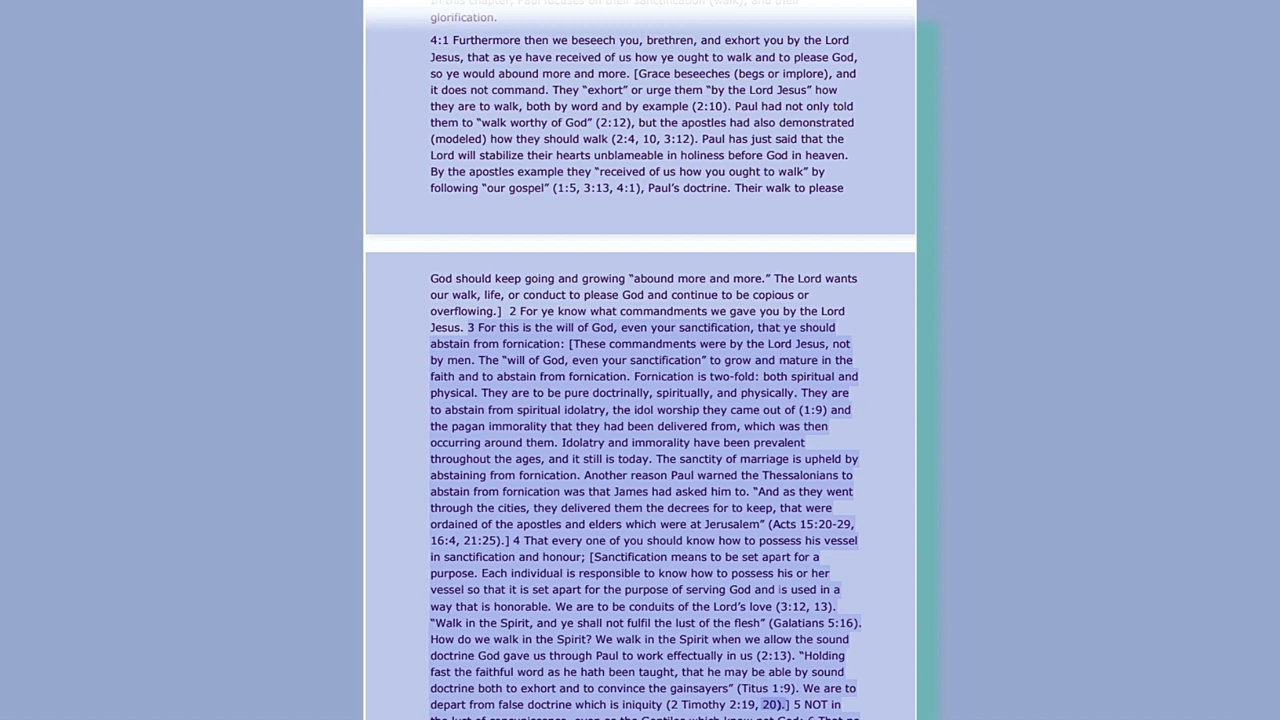 In this chapter, Paul focuses on their sanctification (walk), and their
glorification.
4:1 Furthermore then we beseech you, brethren, and exhort you by the Lord
Jesus, that as ye have received of us how ye ought to walk and to please God,
so ye would abound more and more. [Grace beseeches (begs or implore), and
it does not command. They “exhort” or urge them “by the Lord Jesus” how
they are to walk, both by word and by example (2:10). Paul had not only told
them to “walk worthy of God” (2:12), but the apostles had also demonstrated
(modeled) how they should walk (2:4, 10, 3:12). Paul has just said that the
Lord will stabilize their hearts unblameable in holiness before God in heaven.
By the apostles example they “received of us how you ought to walk” by
following “our gospel” (1:5, 3:13, 4:1), Paul’s doctrine. Their walk to please
God should keep going and growing “abound more and more.” The Lord wants
our walk, life, or conduct to please God and continue to be copious or
overflowing.] 2 For ye know what commandments we gave you by the Lord
Jesus. 3 For this is the will of God, even your sanctification, that ye should
abstain from fornication: [These commandments were by the Lord Jesus, not
by men. The “will of God, even your sanctification” to grow and mature in the
faith and to abstain from fornication. Fornication is two-fold: both spiritual and
physical. They are to be pure doctrinally, spiritually, and physically. They are
to abstain from spiritual idolatry, the idol worship they came out of (1:9) and
the pagan immorality that they had been delivered from, which was then
occurring around them. Idolatry and immorality have been prevalent
throughout the ages, and it still is today. The sanctity of marriage is upheld by
abstaining from fornication. Another reason Paul warned the Thessalonians to
abstain from fornication was that James had asked him to. “And as they went
through the cities, they delivered them the decrees for to keep, that were
ordained of the apostles and elders which were at Jerusalem” (Acts 15:20-29,
16:4, 21:25).] 4 That every one of you should know how to possess his vessel
in sanctification and honour; [Sanctification means to be set apart for a
purpose. Each individual is responsible to know how to possess his or her
vessel so that it is set apart for the purpose of serving God and is used in a
way that is honorable. We are to be conduits of the Lord’s love (3:12, 13).
“Walk in the Spirit, and ye shall not fulfil the lust of the flesh” (Galatians 5:16).
How do we walk in the Spirit? We walk in the Spirit when we allow the sound
doctrine God gave us through Paul to work effectually in us (2:13). “Holding
fast the faithful word as he hath been taught, that he may be able by sound
doctrine both to exhort and to convince the gainsayers” (Titus 1:9). We are to
depart from false doctrine which is iniquity (2 Timothy 2:19, 20).] 5 NOT in
the lust of concupiscence, even as the Gentiles which know not God: 6 That no